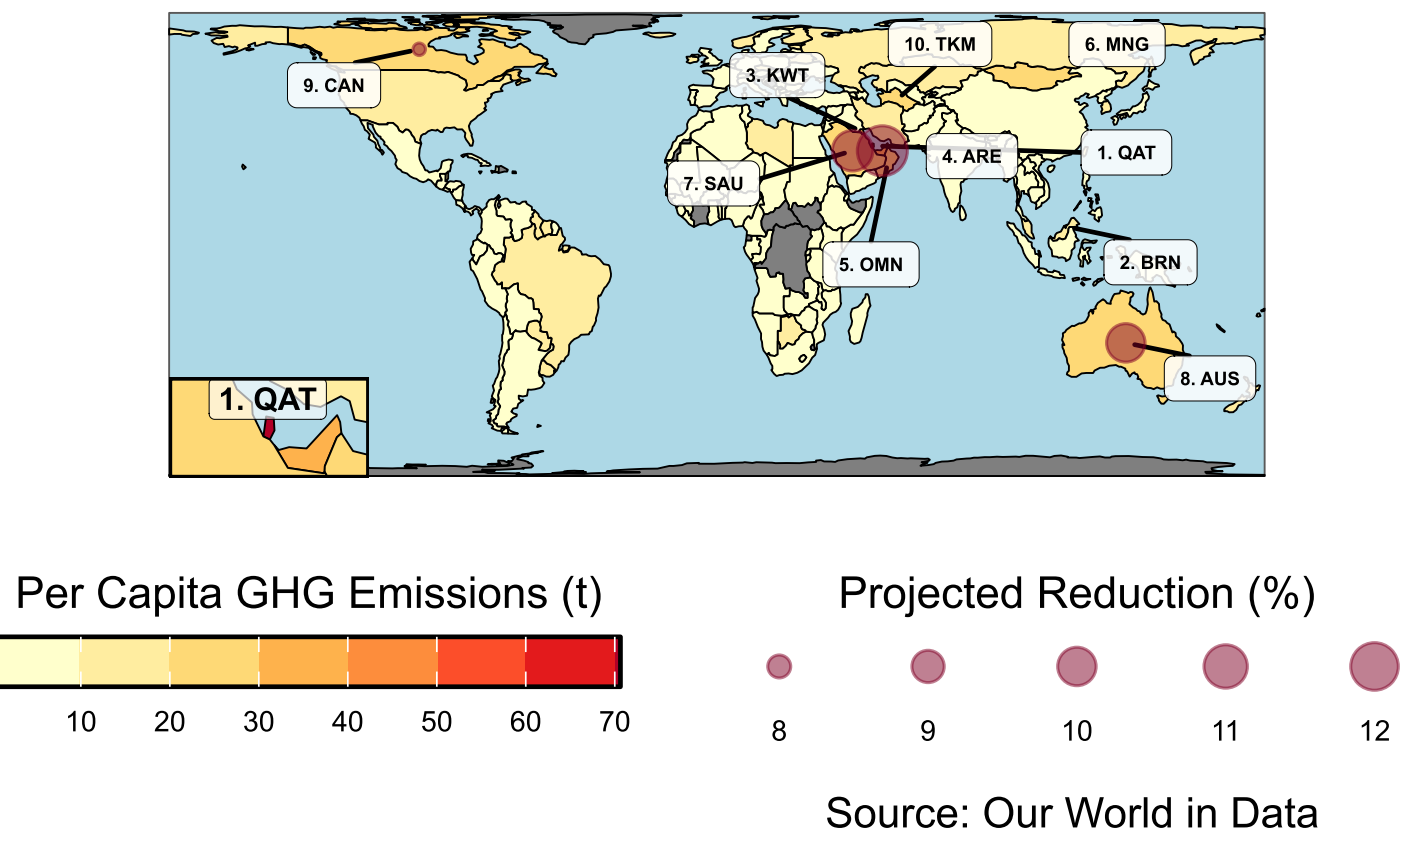 10. TKM
6. MNG
3. KWT
9. CAN
4. ARE
1. QAT
7. SAU
5. OMN
2. BRN
8. AUS
1. QAT
Per Capita GHG Emissions (t)
10 20 30 40 50 60 70
Projected Reduction (%)
8 9 10 11 12
Source: Our World in Data